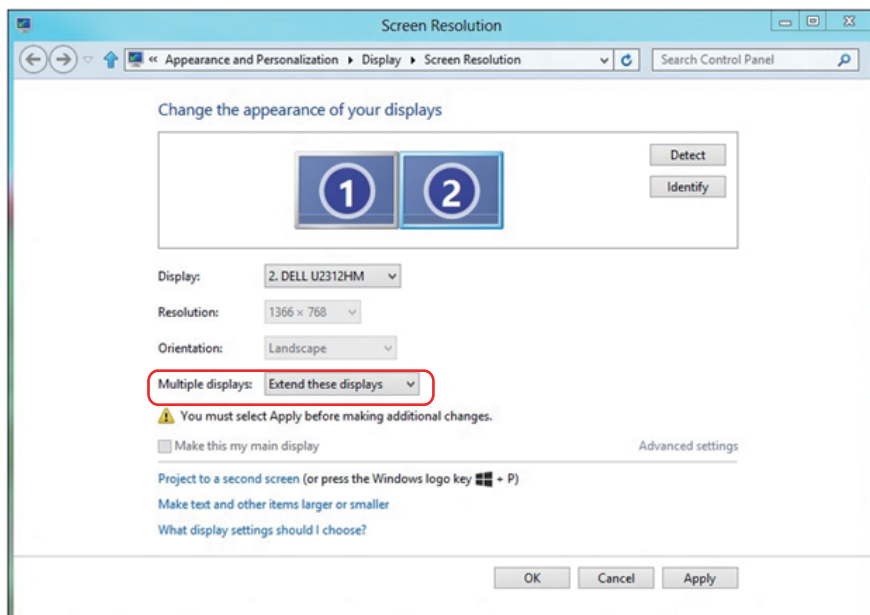 Screen Resolution
« Appearance and Personalization Display Screen Resolution Search Control Panel
Change the appearance of your displays
1 2
Detect
Identify
Display: 2. DELL U2312HM
Resolution: 1366 × 768
Orientation: Landscape
Multiple displays: Extend these displays
You must select Apply before making additional changes.
Make this my main display Advanced settings
Project to a second screen (or press the Windows logo key + P)
Make text and other items larger or smaller
What display settings should I choose?
OK Cancel Apply